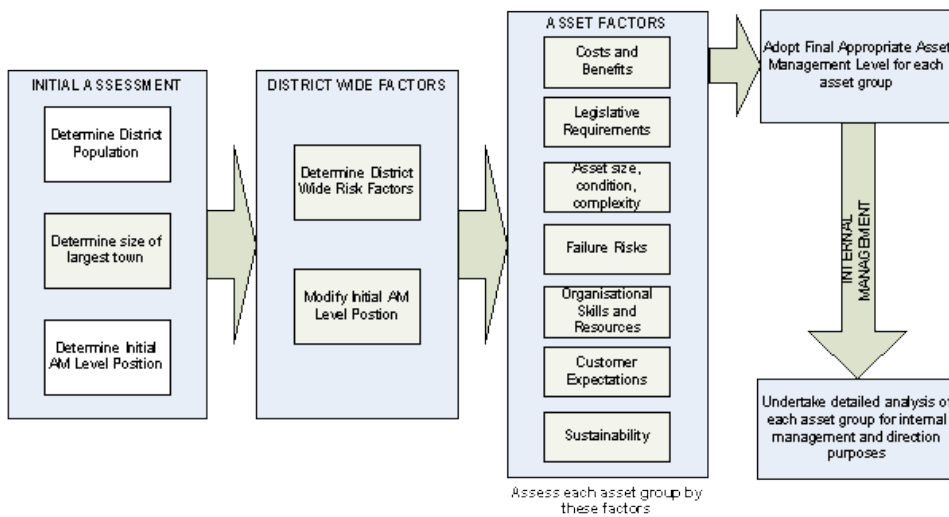 INITIAL ASSESSMENT
Determine District
Population
Determine size of
largest town
Determine Initial
AM Level Position
DISTRICT WIDE FACTORS
Determine District
Wide Risk Factors
Modify Initial AM
Level Postion
ASSET FACTORS
Costs and
Benefits
Legislative
Requirements
Asset size,
condition,
complexity
Failure Risks
Organisational
Skills and
Resources
Customer
Expectations
Sustainability
Assess each asset group by
these factors
Adopt Final Appropriate Asset
Management Level for each
asset group
INTERNAL
MANAGEMENT
Undertake detailed analysis of
each asset group for internal
management and direction
purposes